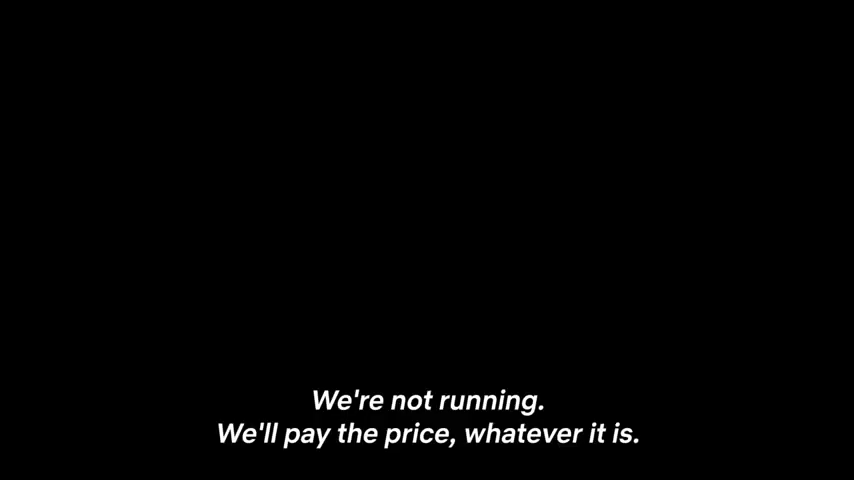 We're not running.
We'll pay the price, whatever it is.